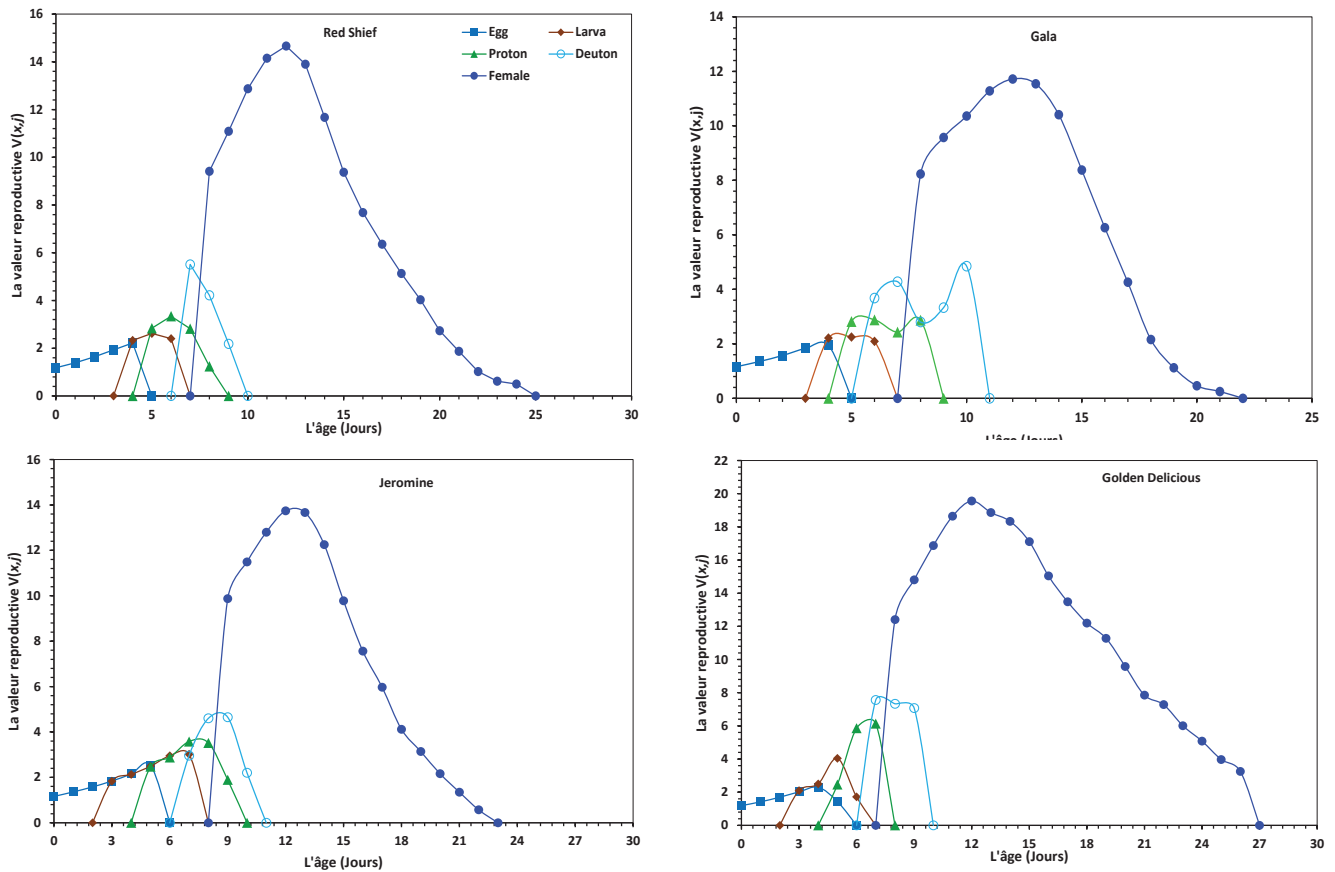 Red Shief
Egg
Larva
Proton
Deuton
Female
16
14
12
10
8
6
4
2
0
La valeur reproductive V(x,j)
0 5 10 15 20 25 30
L'âge (Jours)
Gala
14
12
10
8
6
4
2
0
La valeur reproductive V(x,j)
0 5 10 15 20 25
L'âge (Jours)
Jeromine
16
14
12
10
8
6
4
2
0
La valeur reproductive V(x,j)
0 3 6 9 12 15 18 21 24 27 30
L'âge (Jours)
Golden Delicious
22
20
18
16
14
12
10
8
6
4
2
0
La valeur reproductive V(x,j)
0 3 6 9 12 15 18 21 24 27 30
L'âge (Jours)